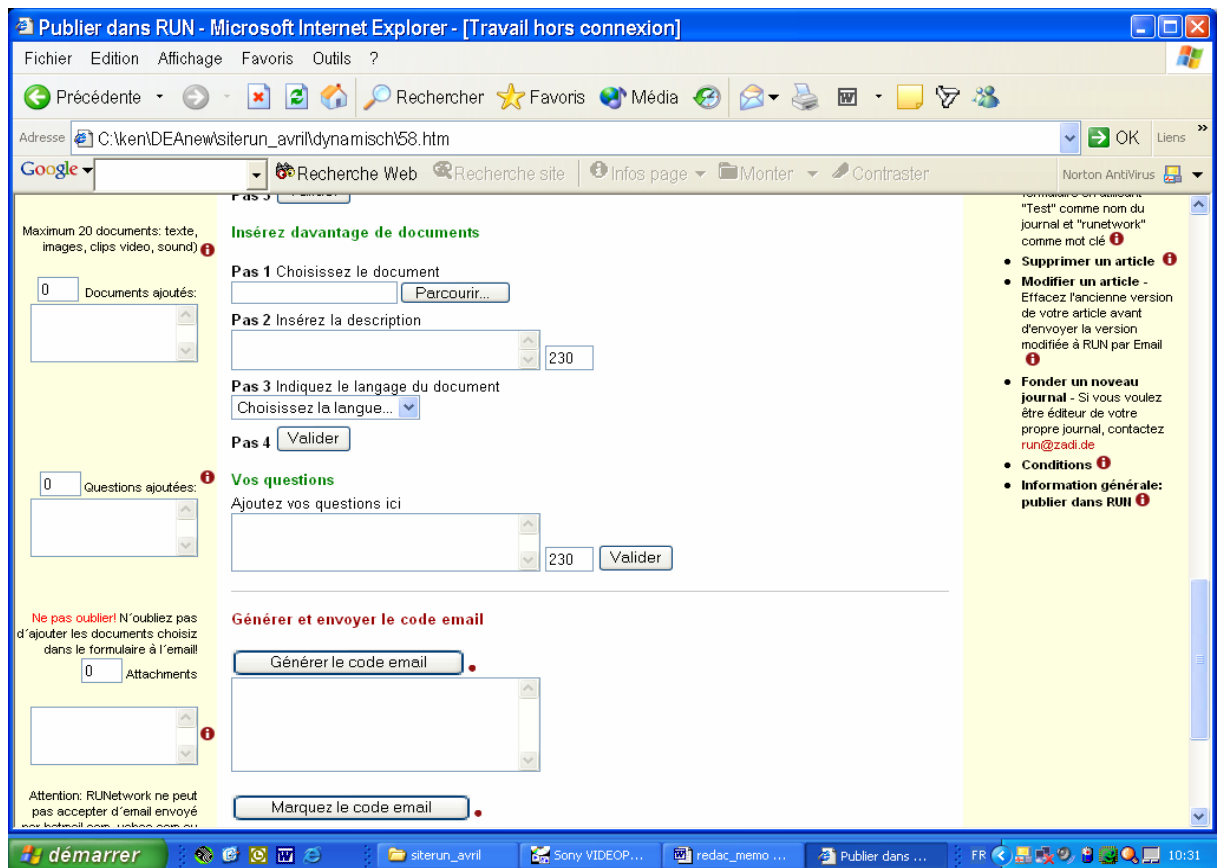 Publier dans RUN - Microsoft Internet Explorer - [Travail hors connexion]
Fichier Edition Affichage Favoris Outils ?
Précédente Rechercher Favoris Média
Adresse C:\ken\DEAnew\siterun_avril\dynamisch\58.htm OK Liens »
Google Recherche Web Recherche site Infos page Monter Contraster Norton AntiVirus
Maximum 20 documents: texte,
images, clips video, sound)
0 Documents ajoutés:
0 Questions ajoutées:
Ne pas oublier! N´oubliez pas
d´ajouter les documents choisiz
dans le formulaire à l´email!
0 Attachments
Attention: RUNetwork ne peut
pas accepter d´email envoyé
Pas 3 Valider
Insérez davantage de documents
Pas 1 Choisissez le document
Parcourir...
Pas 2 Insérez la description
230
Pas 3 Indiquez le langage du document
Choisissez la langue...
Pas 4 Valider
Vos questions
Ajoutez vos questions ici
230 Valider
Générer et envoyer le code email
Générer le code email
Marquez le code email
formulaire en utilisant
"Test" comme nom du
journal et "runetwork"
comme mot clé
Supprimer un article
Modifier un article -
Effacez l'ancienne version
de votre article avant
d'envoyer la version
modifiée à RUN par Email
Fonder un noveau
journal - Si vous voulez
être éditeur de votre
propre journal, contactez
run@zadi.de
Conditions
Information générale:
publier dans RUN
démarrer siterun_avril Sony VIDEOP... redac_memo ... Publier dans ... FR 10:31